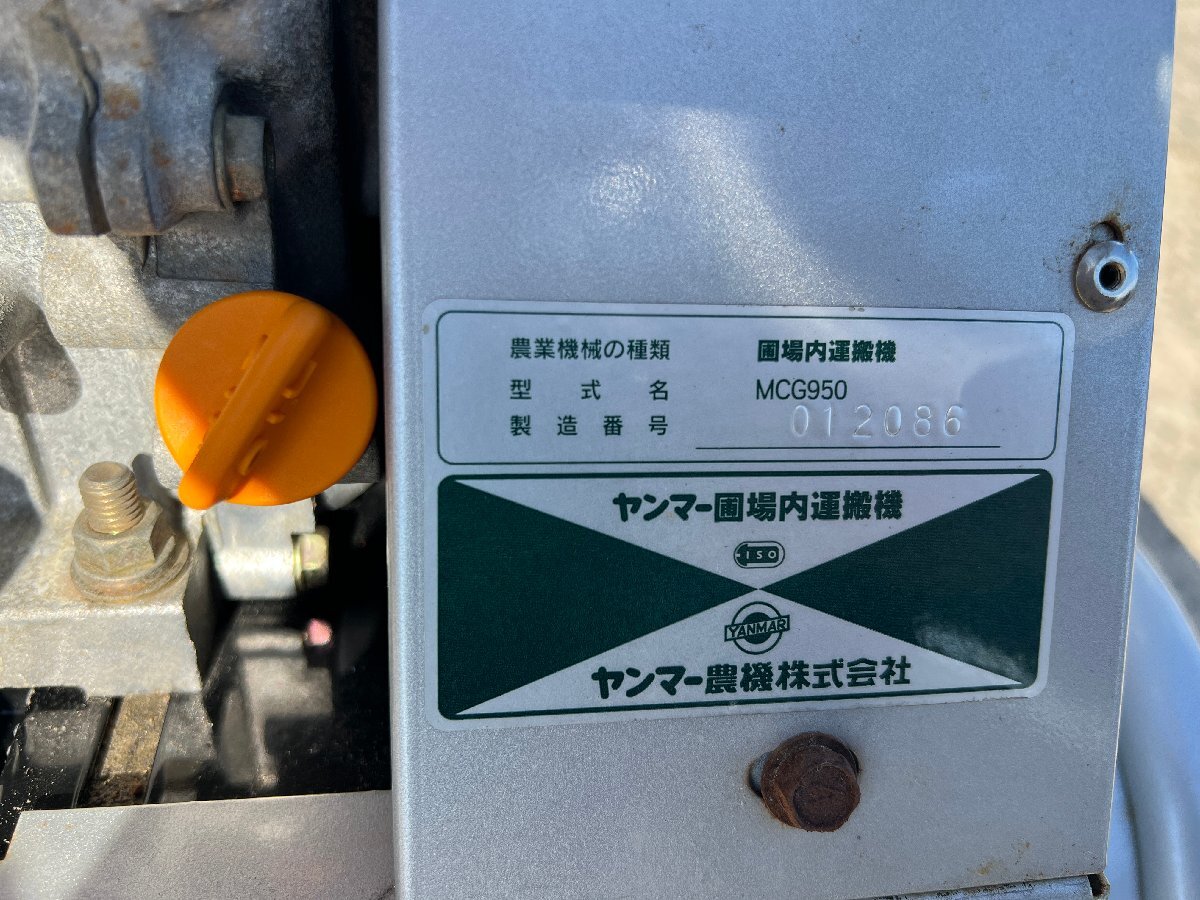 農業機械の種類 圃場内運搬機
型式名 MCG950
製造番号 012086
ヤンマー圃場内運搬機
ISO
YANMAR
ヤンマー農機株式会社